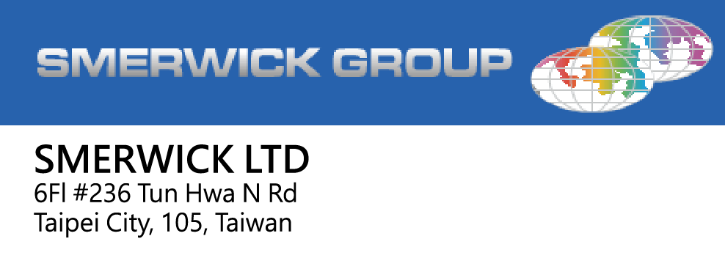 SMERWICK GROUP
SMERWICK LTD
6Fl #236 Tun Hwa N Rd
Taipei City, 105, Taiwan